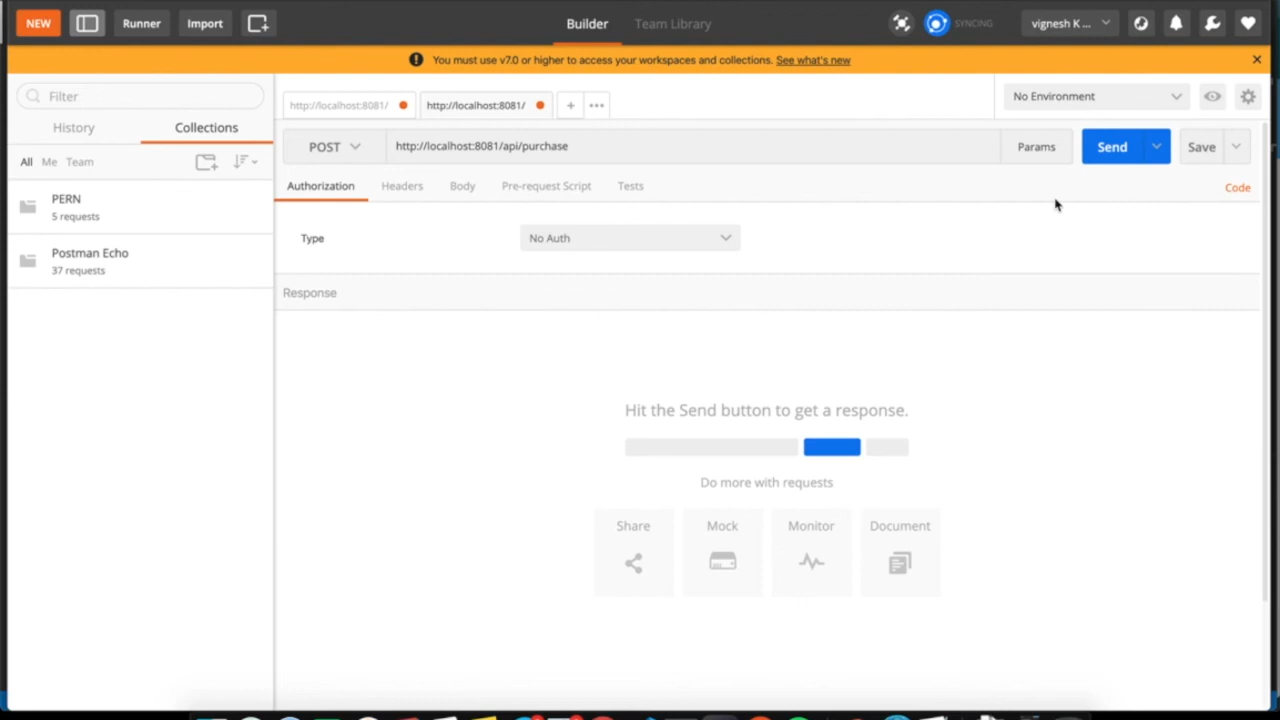 NEW
Runner
Import
Builder
Team Library
SYNCING
vignesh K ...
You must use v7.0 or higher to access your workspaces and collections. See what's new
Filter
History
Collections
All Me Team
PERN
5 requests
Postman Echo
37 requests
http://localhost:8081/
http://localhost:8081/
No Environment
POST
http://localhost:8081/api/purchase
Params
Send
Save
Authorization
Headers
Body
Pre-request Script
Tests
Code
Type
No Auth
Response
Hit the Send button to get a response.
Do more with requests
Share
Mock
Monitor
Document